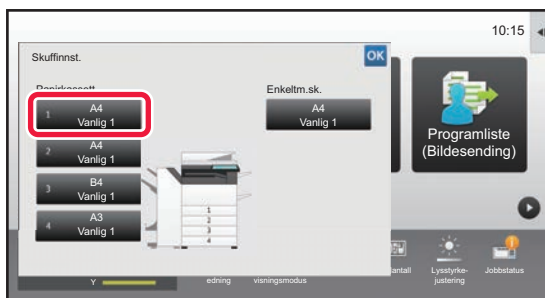 10:15
Skuffinnst.
OK
Papirkassett
Enkeltm.sk.
1 A4
Vanlig 1
A4
Vanlig 1
2 A4
Vanlig 1
3 B4
Vanlig 1
4 A3
Vanlig 1
1
2
3
4
Programliste
(Bildesending)
Y
edning
visningsmodus
antall
Lysstyrke-
justering
Jobbstatus